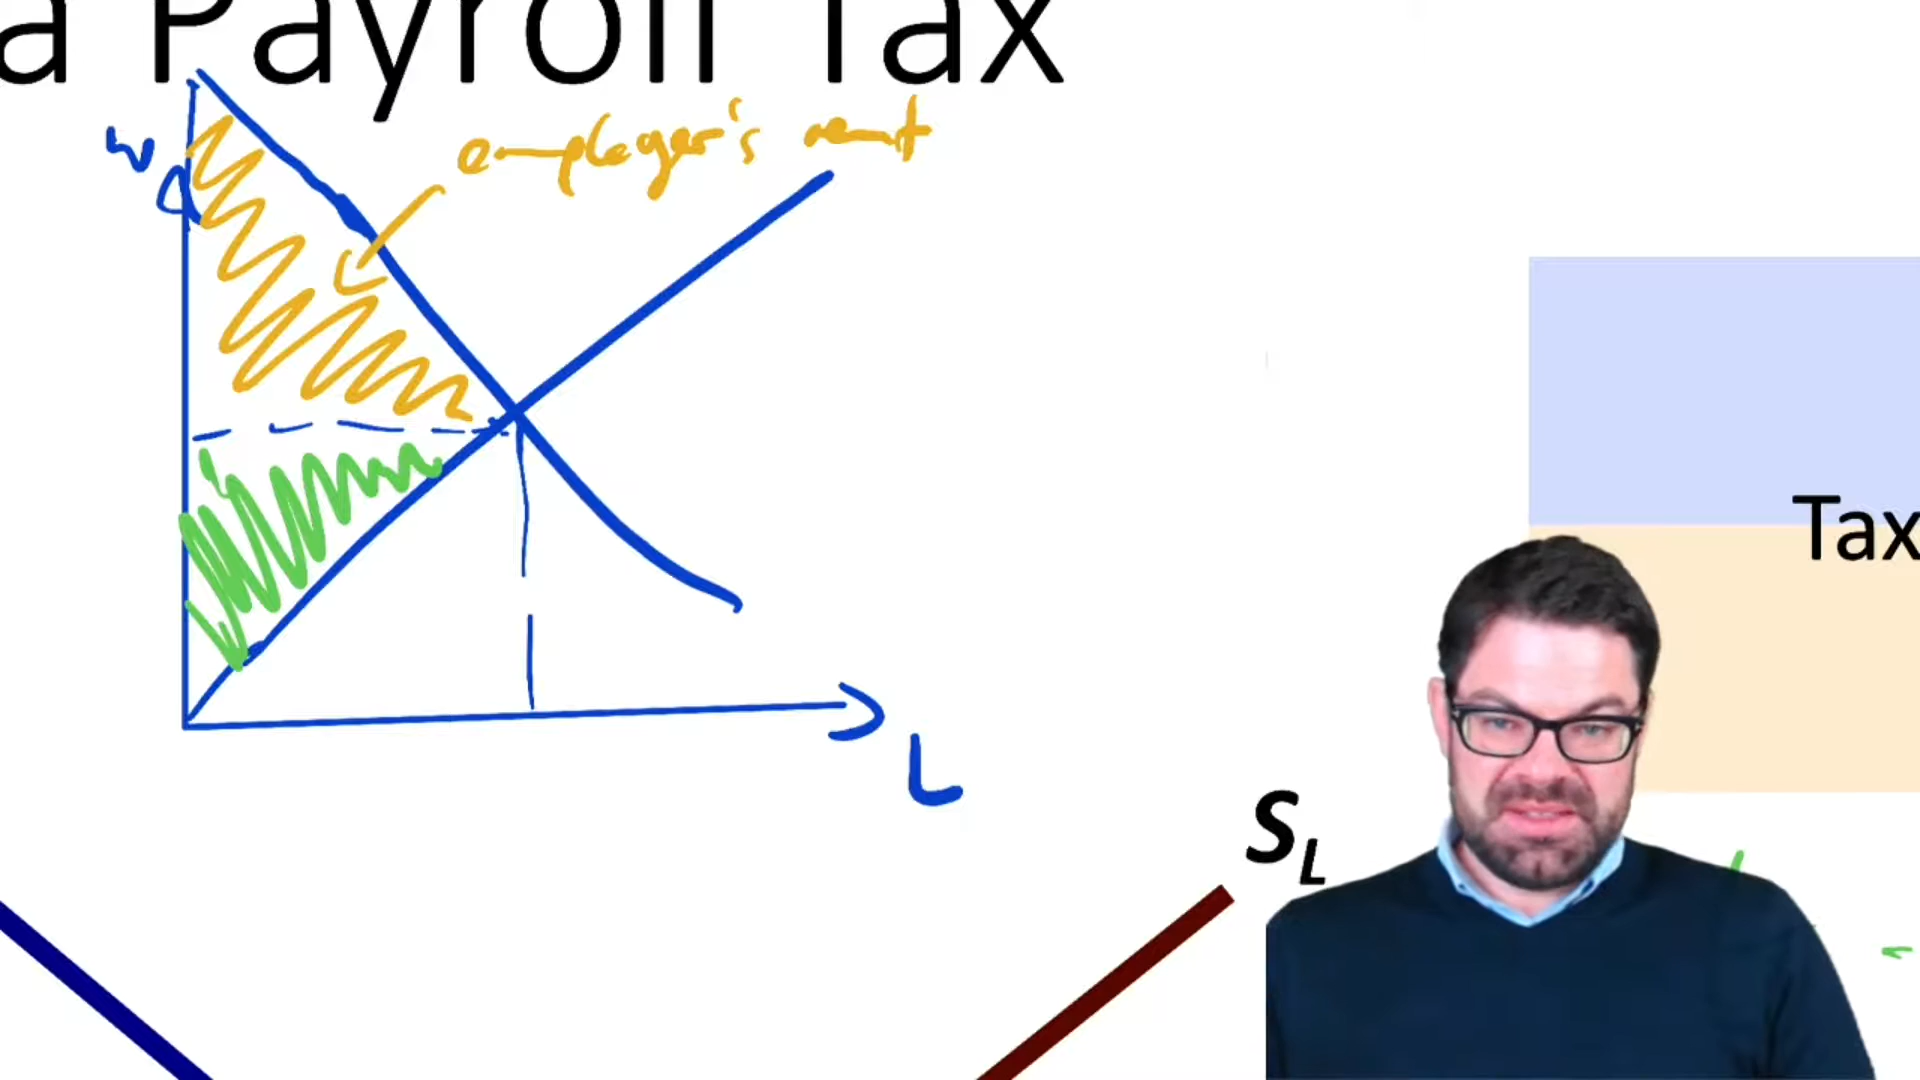 a Payroll Tax
w
employer's rent
Tax
L
S_L